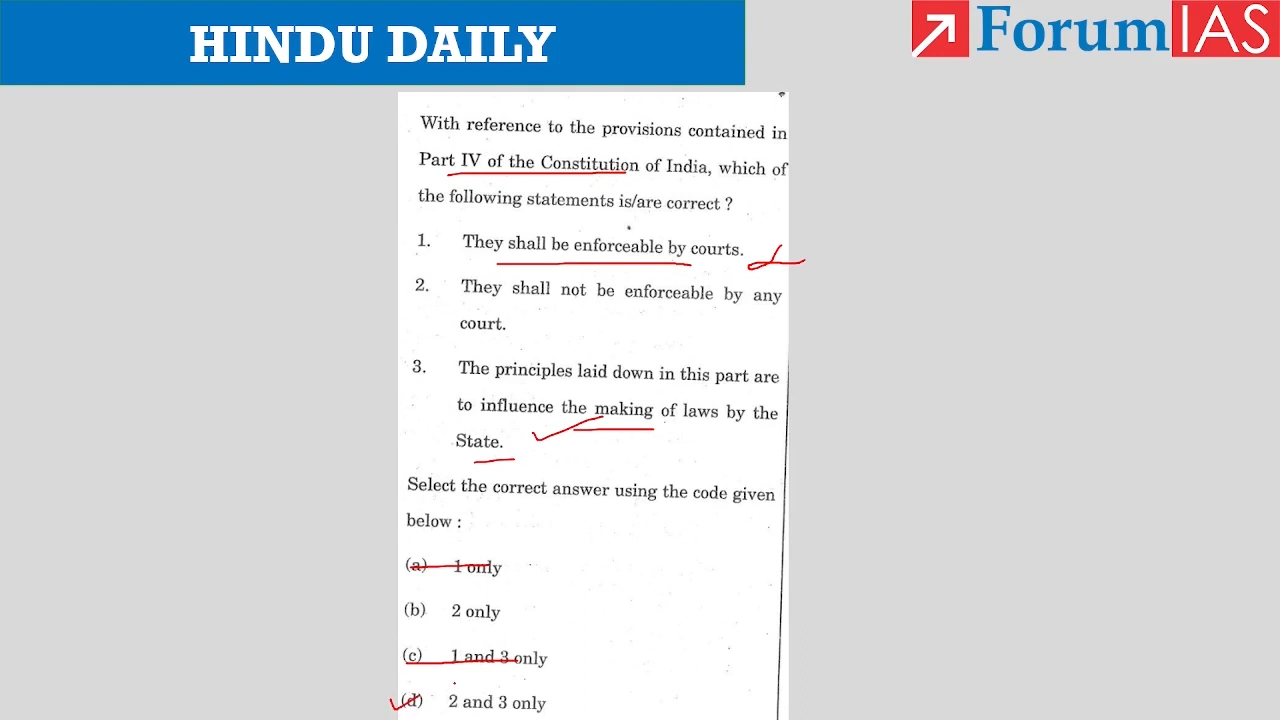 HINDU DAILY
Forum IAS
With reference to the provisions contained in
Part IV of the Constitution of India, which of
the following statements is/are correct ?
1. They shall be enforceable by courts.
2. They shall not be enforceable by any
court.
3. The principles laid down in this part are
to influence the making of laws by the
State.
Select the correct answer using the code given
below :
(a) 1 only
(b) 2 only
(c) 1 and 3 only
(d) 2 and 3 only